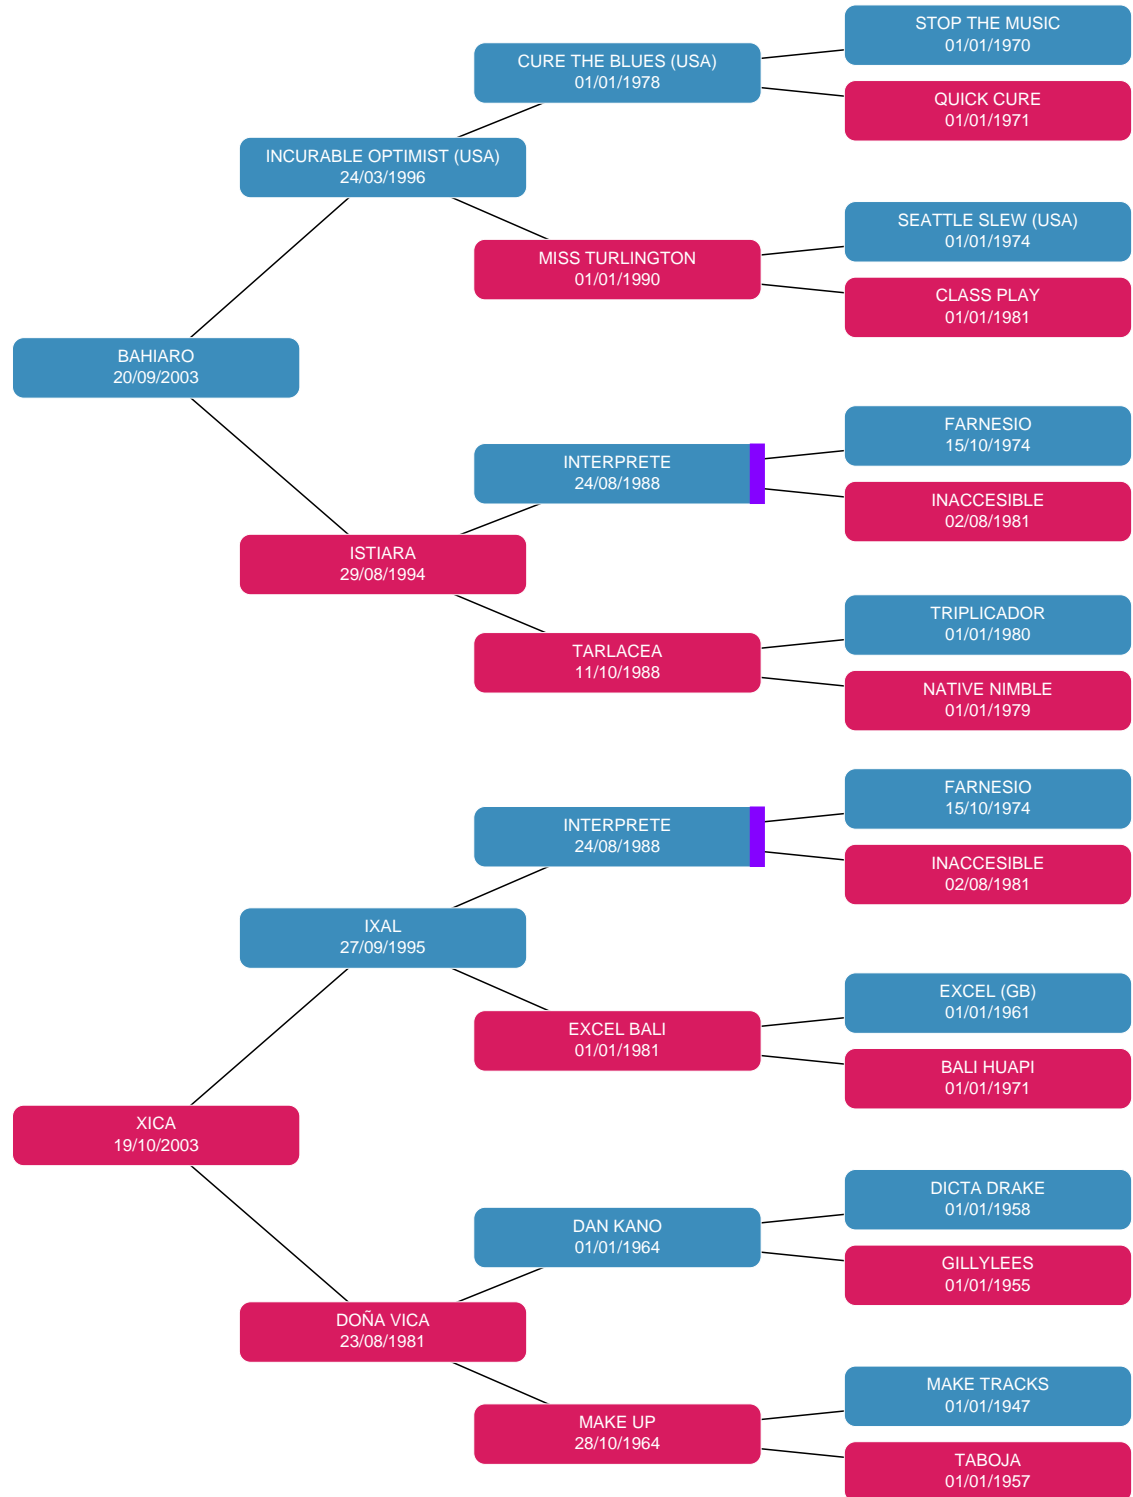 STOP THE MUSIC
01/01/1970
CURE THE BLUES (USA)
01/01/1978
QUICK CURE
01/01/1971
INCURABLE OPTIMIST (USA)
24/03/1996
SEATTLE SLEW (USA)
01/01/1974
MISS TURLINGTON
01/01/1990
CLASS PLAY
01/01/1981
BAHIARO
20/09/2003
FARNESIO
15/10/1974
INTERPRETE
24/08/1988
INACCESIBLE
02/08/1981
ISTIARA
29/08/1994
TRIPLICADOR
01/01/1980
TARLACEA
11/10/1988
NATIVE NIMBLE
01/01/1979
FARNESIO
15/10/1974
INTERPRETE
24/08/1988
INACCESIBLE
02/08/1981
IXAL
27/09/1995
EXCEL (GB)
01/01/1961
EXCEL BALI
01/01/1981
BALI HUAPI
01/01/1971
XICA
19/10/2003
DICTA DRAKE
01/01/1958
DAN KANO
01/01/1964
GILLYLEES
01/01/1955
DOÑA VICA
23/08/1981
MAKE TRACKS
01/01/1947
MAKE UP
28/10/1964
TABOJA
01/01/1957